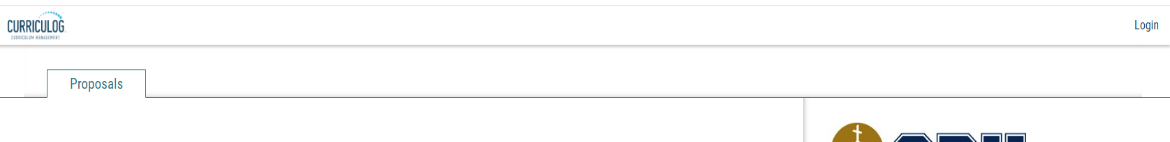 CURRICULOG
CURRICULUM MANAGEMENT
Login
Proposals